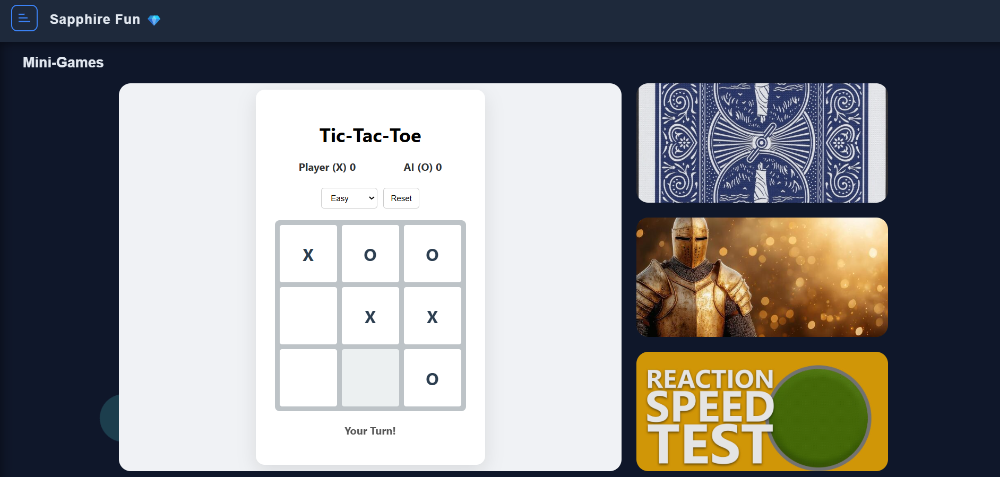 Sapphire Fun 💎
Mini-Games
Tic-Tac-Toe
Player (X) 0 AI (O) 0
Easy Reset
X O O
X X
O
Your Turn!
REACTION
SPEED
TEST